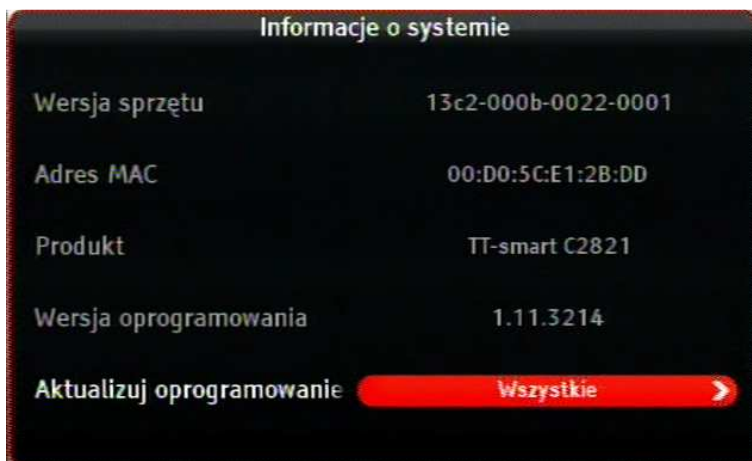 Informacje o systemie
Wersja sprzętu 13c2-000b-0022-0001
Adres MAC 00:D0:5C:E1:2B:DD
Produkt TT-smart C2821
Wersja oprogramowania 1.11.3214
Aktualizuj oprogramowanie Wszystkie